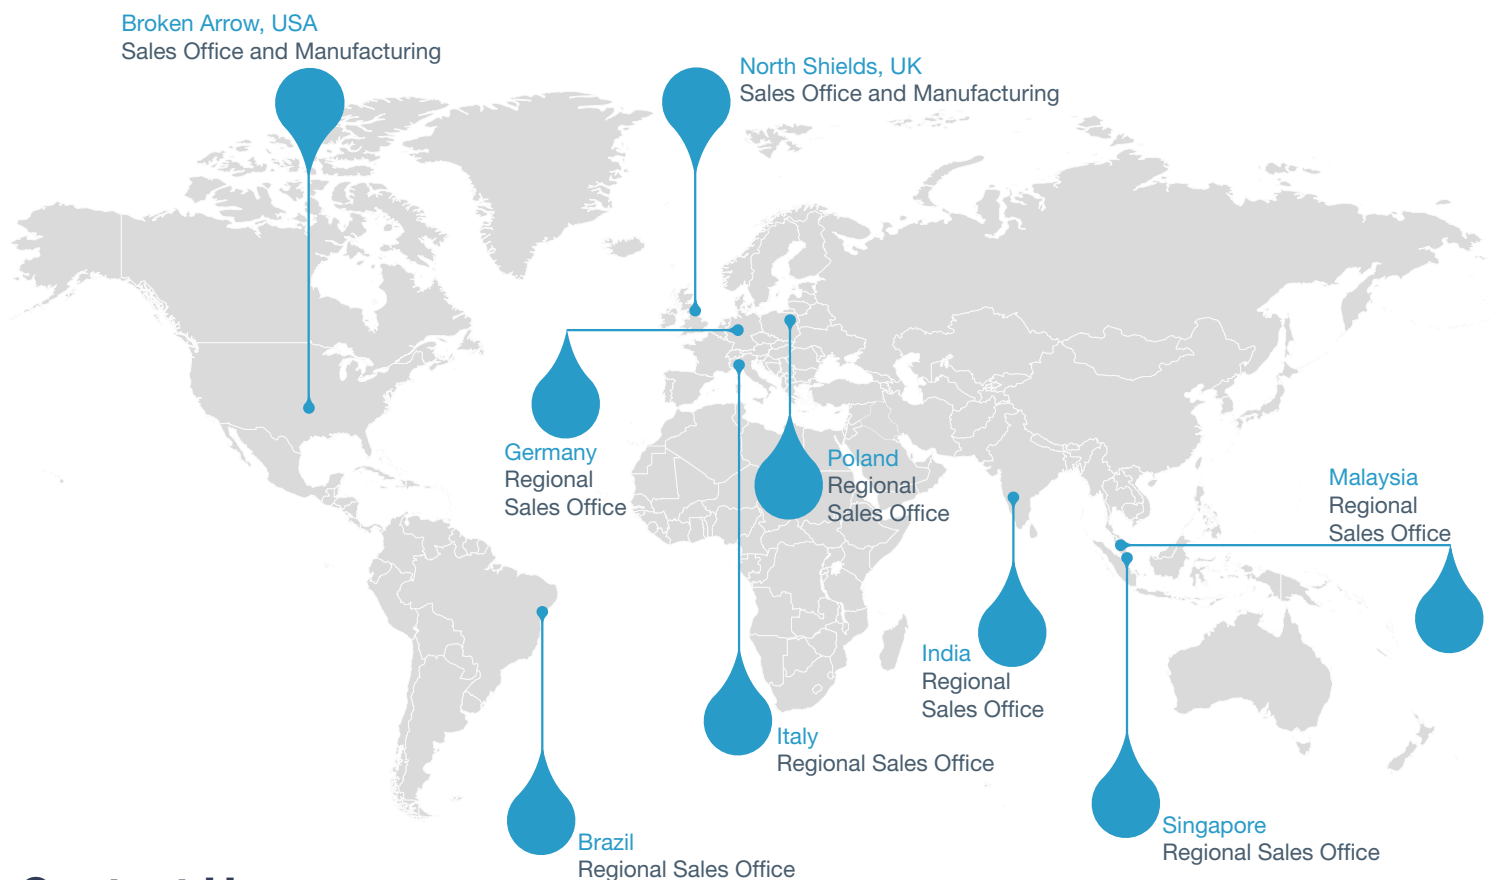 Broken Arrow, USA
Sales Office and Manufacturing
North Shields, UK
Sales Office and Manufacturing
Germany
Regional
Sales Office
Poland
Regional
Sales Office
Malaysia
Regional
Sales Office
India
Regional
Sales Office
Italy
Regional Sales Office
Singapore
Regional Sales Office
Brazil
Regional Sales Office